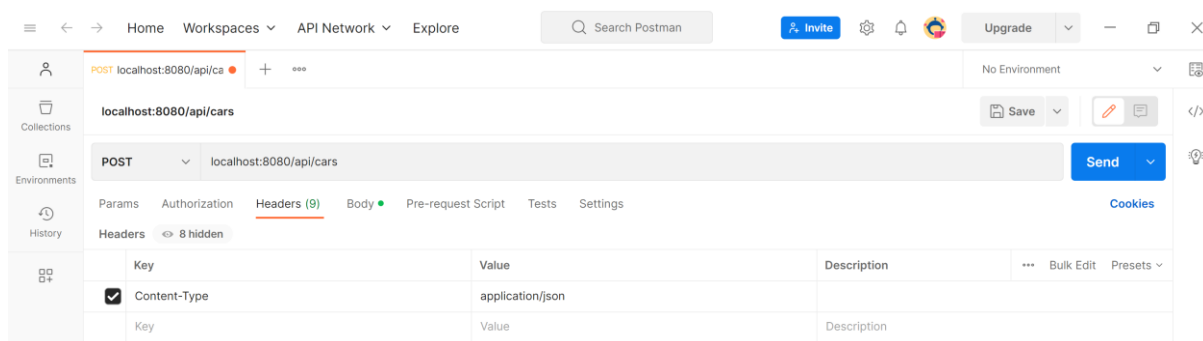 Home Workspaces API Network Explore Search Postman Invite Upgrade
POST localhost:8080/api/ca No Environment
localhost:8080/api/cars Save
Collections
POST localhost:8080/api/cars Send
Environments
Params Authorization Headers (9) Body Pre-request Script Tests Settings Cookies
History
Headers 8 hidden
Key Value Description Bulk Edit Presets
Content-Type application/json
Key Value Description